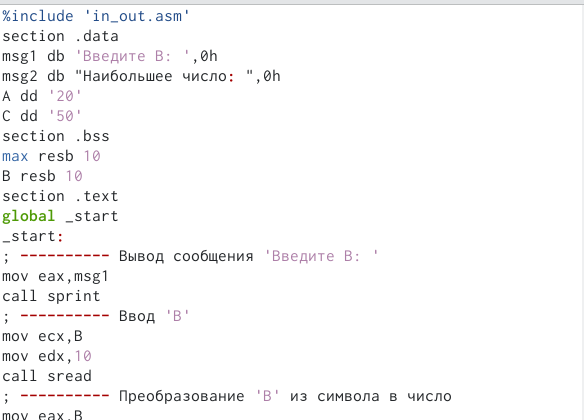 %include 'in_out.asm'
section .data
msg1 db 'Введите B: ',0h
msg2 db "Наибольшее число: ",0h
A dd '20'
C dd '50'
section .bss
max resb 10
B resb 10
section .text
global _start
_start:
; ---------- Вывод сообщения 'Введите B: '
mov eax,msg1
call sprint
; ---------- Ввод 'B'
mov ecx,B
mov edx,10
call sread
; ---------- Преобразование 'B' из символа в число
mov eax,B